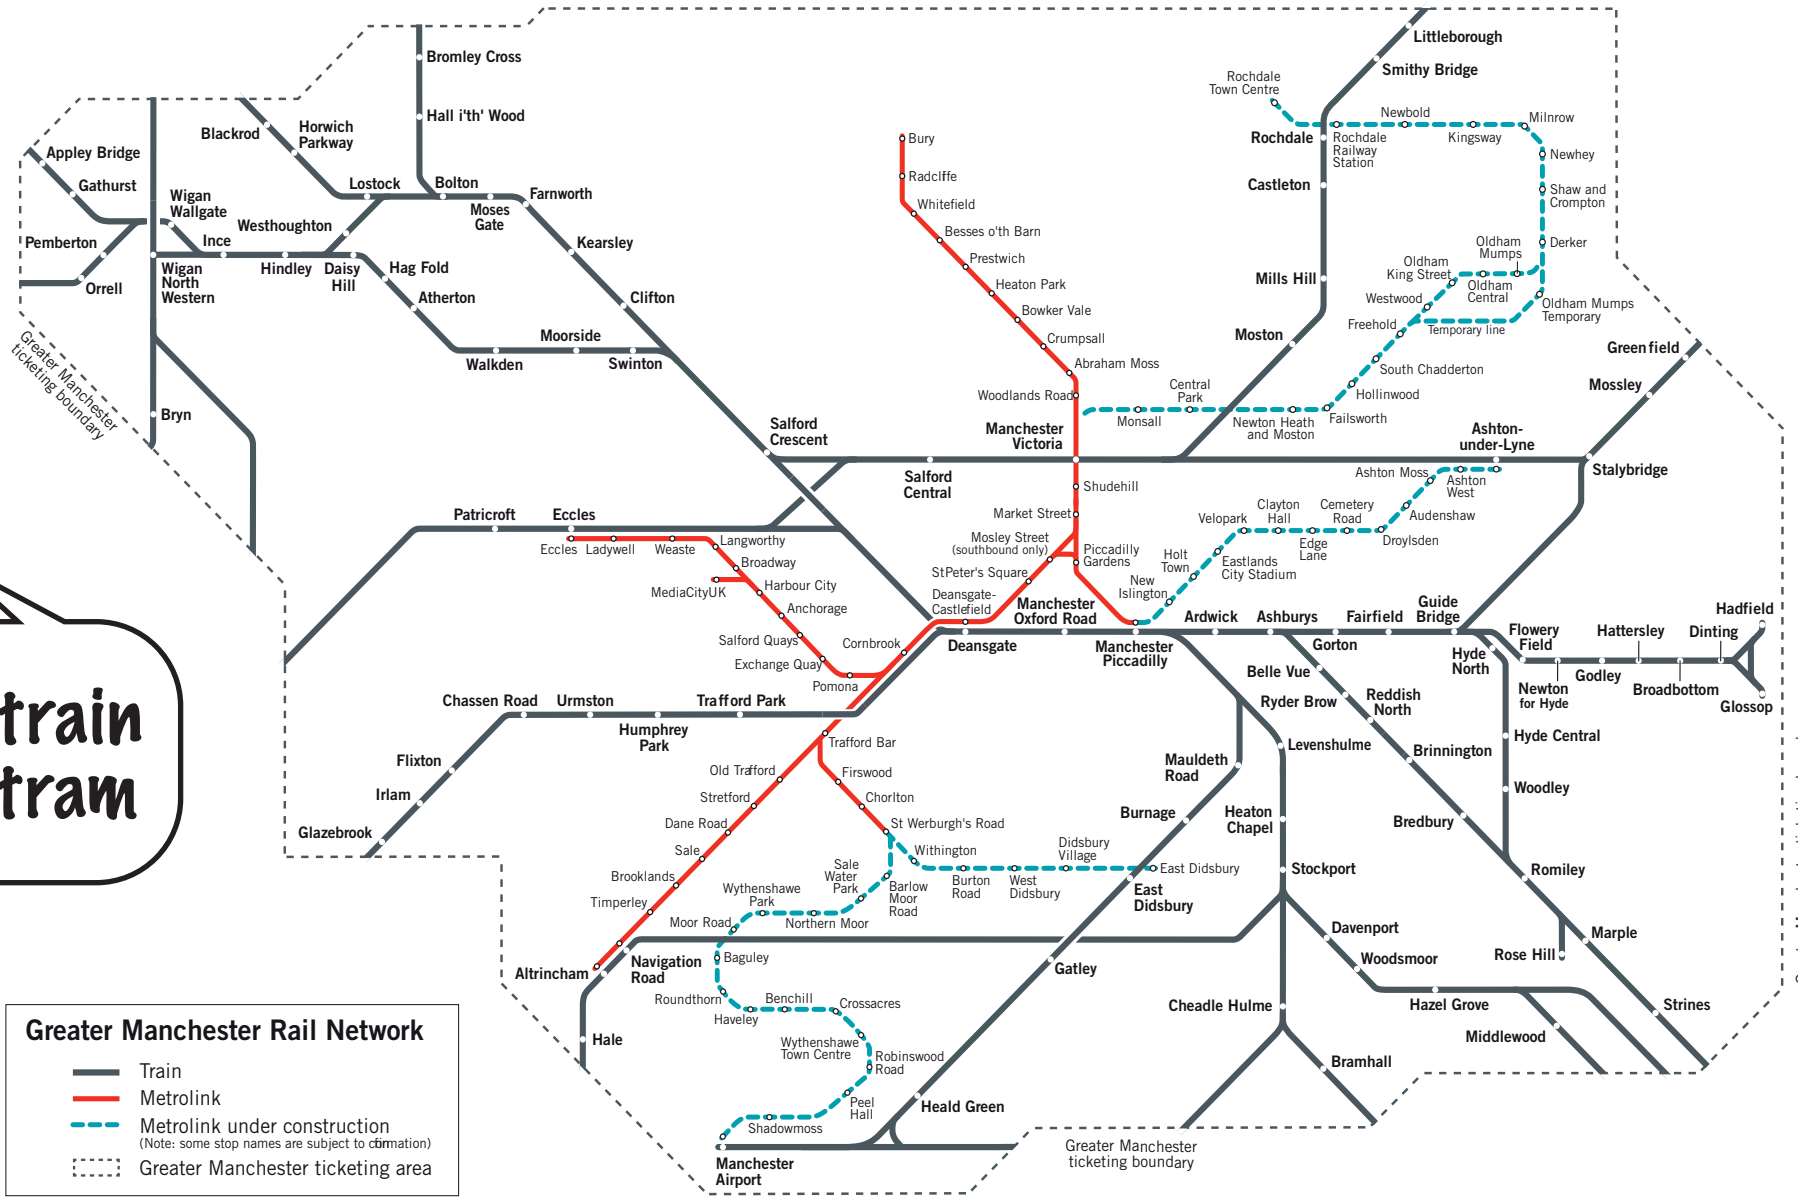 Littleborough
Smithy Bridge
Bromley Cross
Hall i'th' Wood
Rochdale
Town Centre
Newbold
Milnrow
Kingsway
Rochdale
Rochdale
Railway
Station
Newhey
Castleton
Shaw and
Crompton
Derker
Oldham
Mumps
Oldham
King Street
Oldham
Central
Westwood
Oldham Mumps
Temporary
Freehold
Temporary line
Mills Hill
Moston
South Chadderton
Hollinwood
Failsworth
Newton Heath
and Moston
Central
Park
Monsall
Blackrod
Horwich
Parkway
Appley Bridge
Gathurst
Wigan
Wallgate
Lostock
Bolton
Moses
Gate
Farnworth
Westhoughton
Kearsley
Pemberton
Ince
Orrell
Wigan
North
Western
Hindley
Daisy
Hill
Hag Fold
Atherton
Clifton
Moorside
Walkden
Swinton
Greater Manchester
ticketing boundary
Bryn
Bury
Radclffe
Whitefield
Besses o'th Barn
Prestwich
Heaton Park
Bowker Vale
Crumpsall
Abraham Moss
Woodlands Road
Greenfield
Mossley
Salford
Crescent
Manchester
Victoria
Salford
Central
Ashton-
under-Lyne
Stalybridge
Ashton Moss
Ashton
West
Audenshaw
Shudehill
Market Street
Mosley Street
(southbound only)
Piccadilly
Gardens
StPeter's Square
Deansgate-
Castlefield
Velopark
Clayton
Hall
Cemetery
Road
Edge
Lane
Droylsden
Holt
Town
Eastlands
City Stadium
New
Islington
Patricroft
Eccles
Eccles
Ladywell
Weaste
Langworthy
Broadway
MediaCityUK
Harbour City
Anchorage
Salford Quays
Exchange Quay
Pomona
Cornbrook
Deansgate
Manchester
Oxford Road
Manchester
Piccadilly
Ardwick
Ashburys
Fairfield
Guide
Bridge
Gorton
Flowery
Field
Hattersley
Dinting
Hadfield
Hyde
North
Newton
for Hyde
Godley
Broadbottom
Glossop
Belle Vue
Ryder Brow
Reddish
North
Brinnington
Hyde Central
Woodley
Bredbury
Romiley
Marple
Rose Hill
Strines
Chassen Road
Urmston
Humphrey
Park
Trafford Park
Flixton
Irlam
Glazebrook
Trafford Bar
Old Trafford
Firswood
Stretford
Chorlton
Dane Road
St Werburgh's Road
Sale
Brooklands
Timperley
Withington
Didsbury
Village
East Didsbury
Burton
Road
West
Didsbury
Sale
Water
Park
Barlow
Moor
Road
Wythenshawe
Park
Moor Road
Northern Moor
Mauldeth
Road
Levenshulme
Burnage
Heaton
Chapel
Stockport
East
Didsbury
Davenport
Woodsmoor
Hazel Grove
Middlewood
Altrincham
Navigation
Road
Baguley
Roundthorn
Haveley
Benchill
Crossacres
Wythenshawe
Town Centre
Robinswood
Road
Peel
Hall
Shadowmoss
Gatley
Cheadle Hulme
Bramhall
Heald Green
Hale
Manchester
Airport
Greater Manchester
ticketing boundary
train
tram
Greater Manchester Rail Network
Train
Metrolink
Metrolink under construction
(Note: some stop names are subject to cfirmation)
Greater Manchester ticketing area